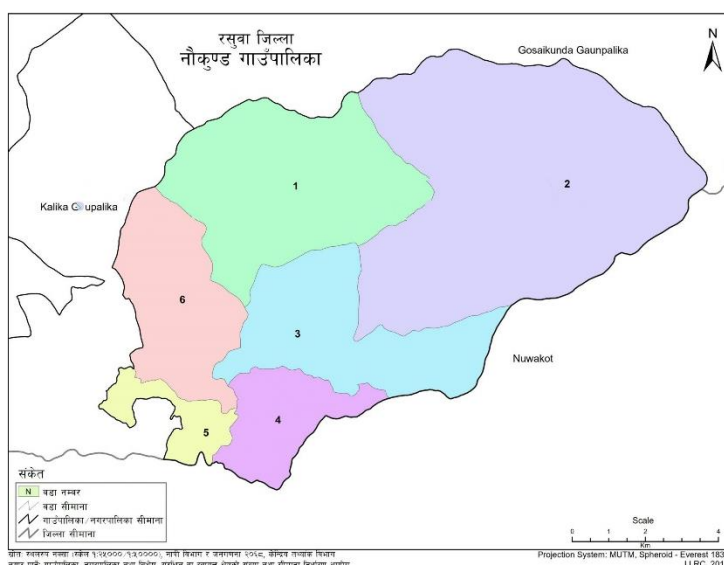 रसुवा जिल्ला
नौकुण्ड गाउँपालिका
Gosaikunda Gaunpalika
N
1
2
Kalika
6
3
Nuwakot
4
5
संकेत
N वडा नम्बर
वडा सीमाना
गाउँपालिका/नगरपालिका सीमाना
जिल्ला सीमाना
Scale
0 1 2 4
Km
Projection System: MUTM, Spheroid - Everest 183